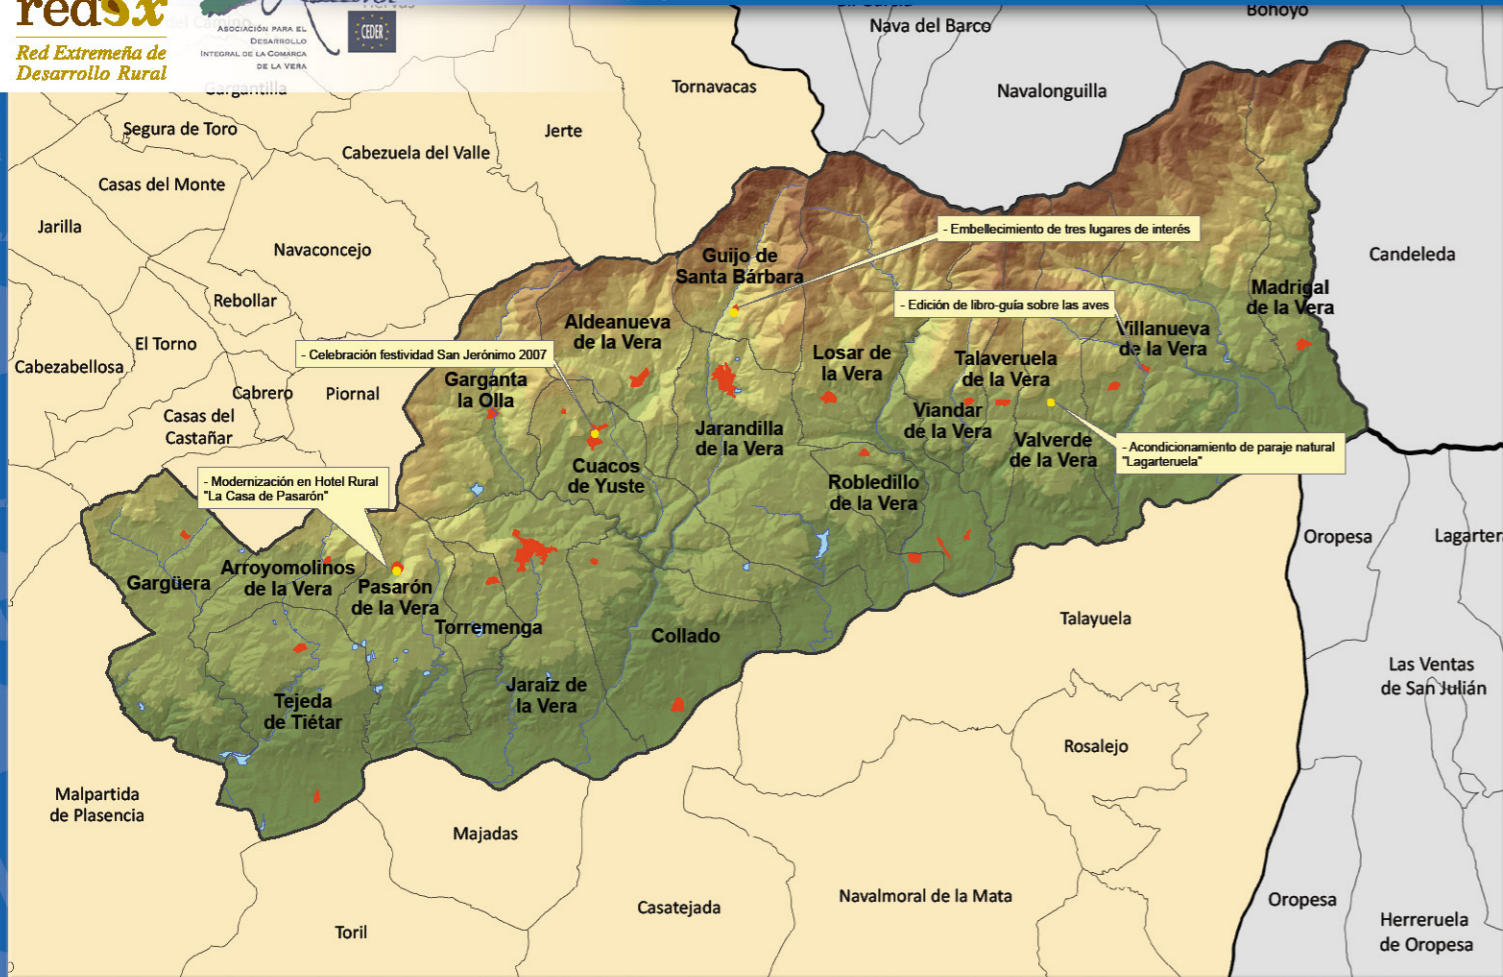 redex
Red Extremeña de
Desarrollo Rural
ASOCIACIÓN PARA EL
DESARROLLO
INTEGRAL DE LA COMARCA
DE LA VERA
CEDER
Nava del Barco
Bohoyo
Gargantilla
Tornavacas
Navalonguilla
Segura de Toro
Jerte
Cabezuela del Valle
Casas del Monte
Jarilla
Navaconcejo
Candeleda
- Embellecimiento de tres lugares de interés
Guijo de
Santa Bárbara
Rebollar
Madrigal
de la Vera
- Edición de libro-guía sobre las aves
Aldeanueva
de la Vera
Villanueva
de la Vera
El Torno
- Celebración festividad San Jerónimo 2007
Losar de
la Vera
Talaveruela
de la Vera
Cabezabellosa
Cabrero
Piornal
Garganta
la Olla
Casas del
Castañar
Viandar
de la Vera
Jarandilla
de la Vera
Valverde
de la Vera
- Acondicionamiento de paraje natural
"Lagarteruela"
Cuacos
de Yuste
- Modernización en Hotel Rural
"La Casa de Pasarón"
Robledillo
de la Vera
Oropesa
Lagarter
Gargüera
Arroyomolinos
de la Vera
Pasarón
de la Vera
Torremenga
Collado
Talayuela
Las Ventas
de San Julián
Jaraiz de
la Vera
Tejeda
de Tiétar
Rosalejo
Malpartida
de Plasencia
Majadas
Navalmoral de la Mata
Casatejada
Oropesa
Toril
Herreruela
de Oropesa